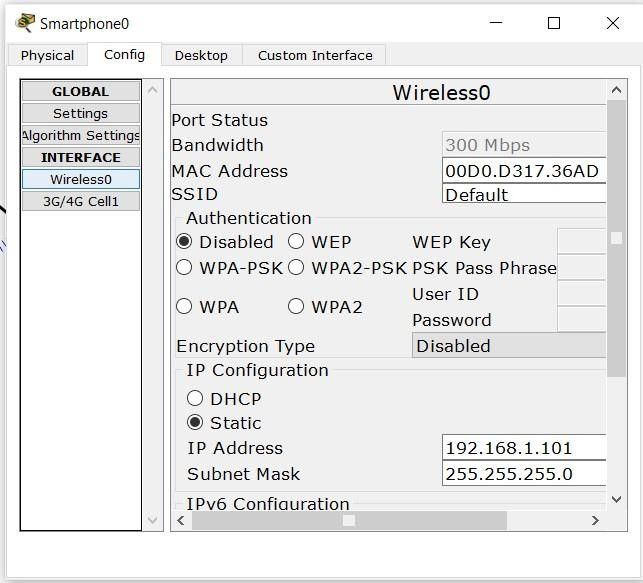 Smartphone0
Physical Config Desktop Custom Interface
GLOBAL
Settings
Algorithm Settings
INTERFACE
Wireless0
3G/4G Cell1
Wireless0
Port Status
Bandwidth 300 Mbps
MAC Address 00D0.D317.36AD
SSID Default
Authentication
Disabled WEP WEP Key
WPA-PSK WPA2-PSK PSK Pass Phrase
User ID
WPA WPA2
Password
Encryption Type Disabled
IP Configuration
DHCP
Static
IP Address 192.168.1.101
Subnet Mask 255.255.255.0
IPv6 Configuration